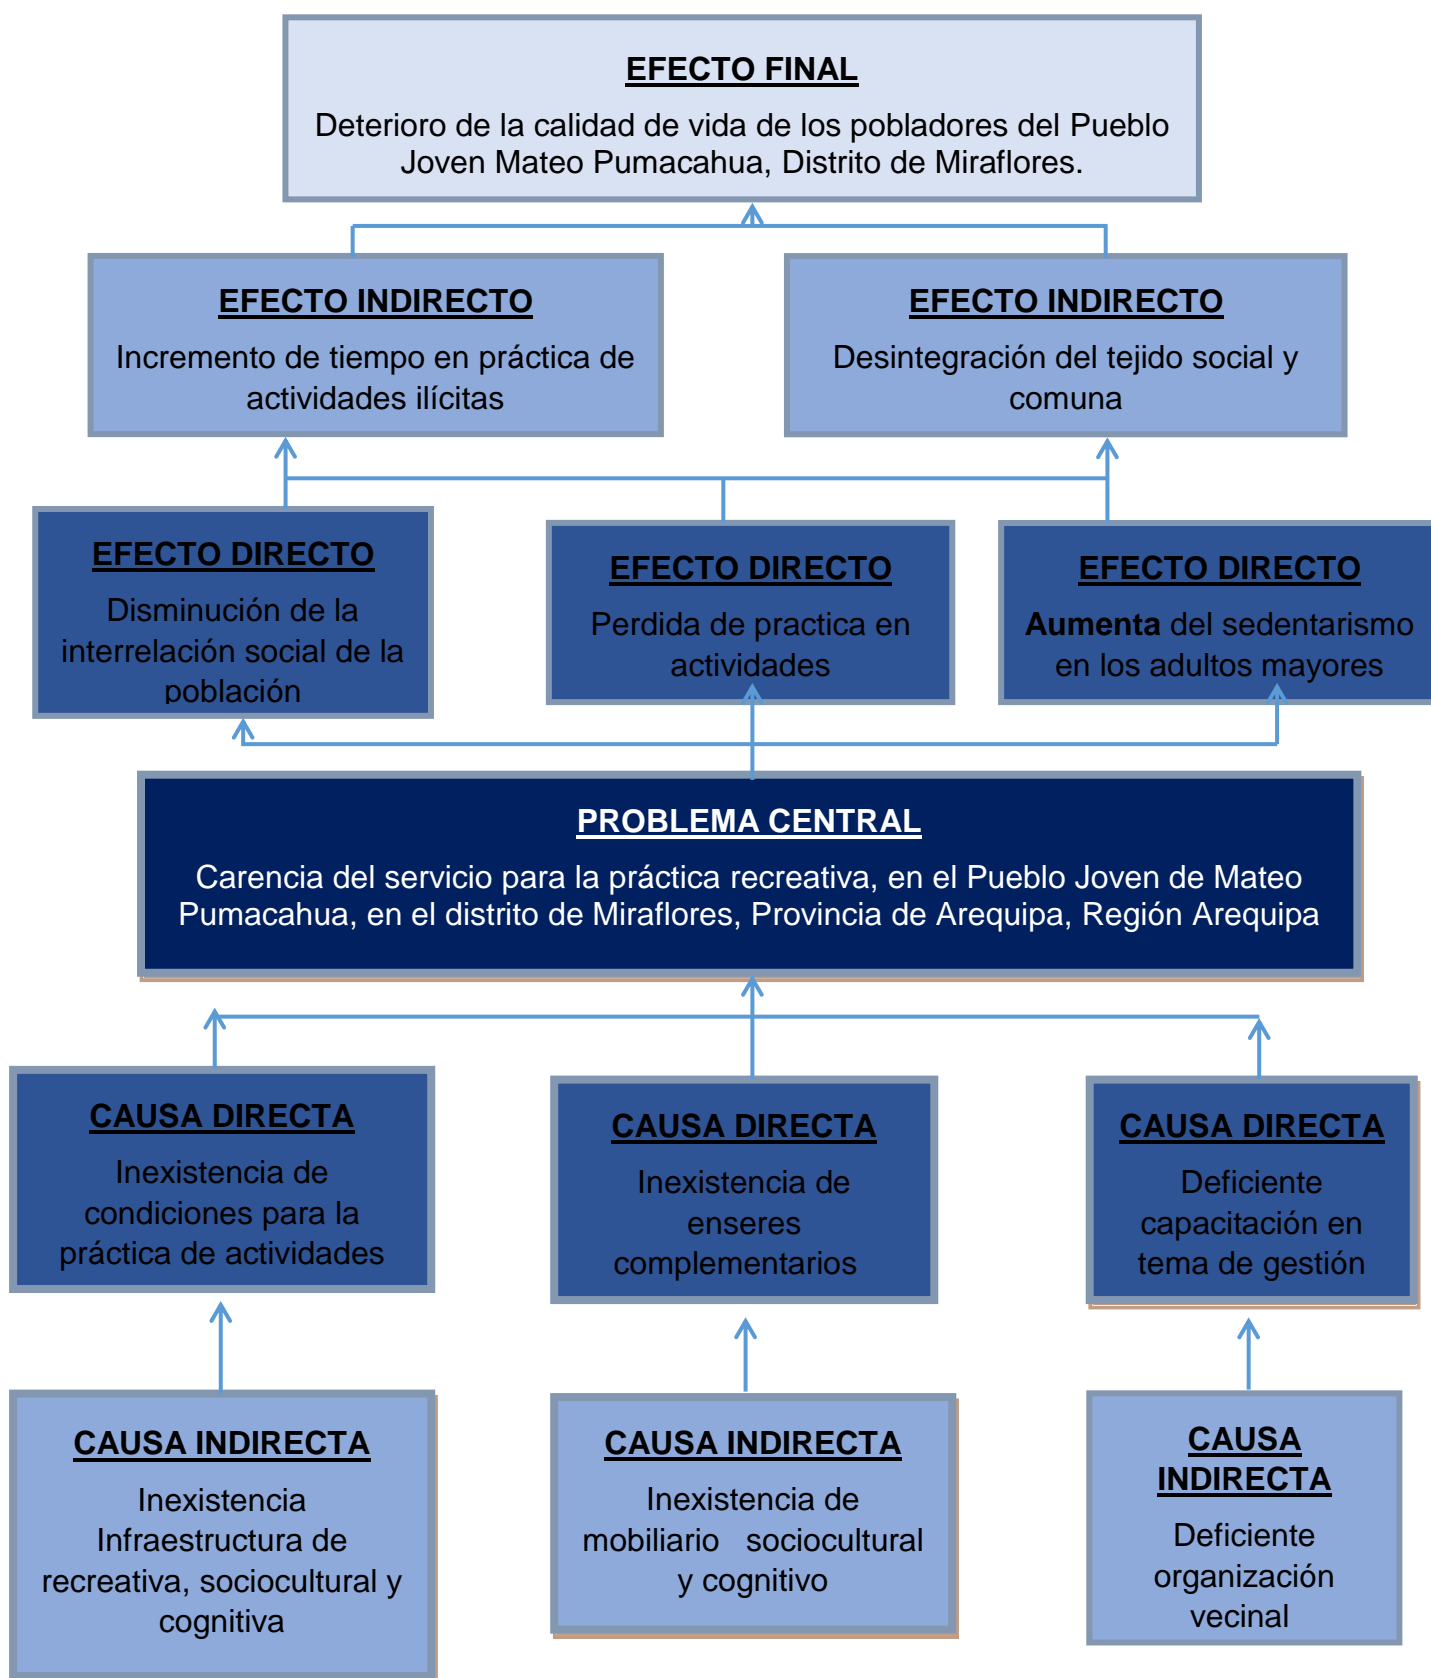 EFECTO FINAL
Deterioro de la calidad de vida de los pobladores del Pueblo
Joven Mateo Pumacahua, Distrito de Miraflores.
EFECTO INDIRECTO
Incremento de tiempo en práctica de
actividades ilícitas
EFECTO INDIRECTO
Desintegración del tejido social y
comuna
EFECTO DIRECTO
Disminución de la
interrelación social de la
población
EFECTO DIRECTO
Perdida de practica en
actividades
EFECTO DIRECTO
Aumenta del sedentarismo
en los adultos mayores
PROBLEMA CENTRAL
Carencia del servicio para la práctica recreativa, en el Pueblo Joven de Mateo
Pumacahua, en el distrito de Miraflores, Provincia de Arequipa, Región Arequipa
CAUSA DIRECTA
Inexistencia de
condiciones para la
práctica de actividades
CAUSA DIRECTA
Inexistencia de
enseres
complementarios
CAUSA DIRECTA
Deficiente
capacitación en
tema de gestión
CAUSA INDIRECTA
Inexistencia
Infraestructura de
recreativa, sociocultural y
cognitiva
CAUSA INDIRECTA
Inexistencia de
mobiliario sociocultural
y cognitivo
CAUSA
INDIRECTA
Deficiente
organización
vecinal